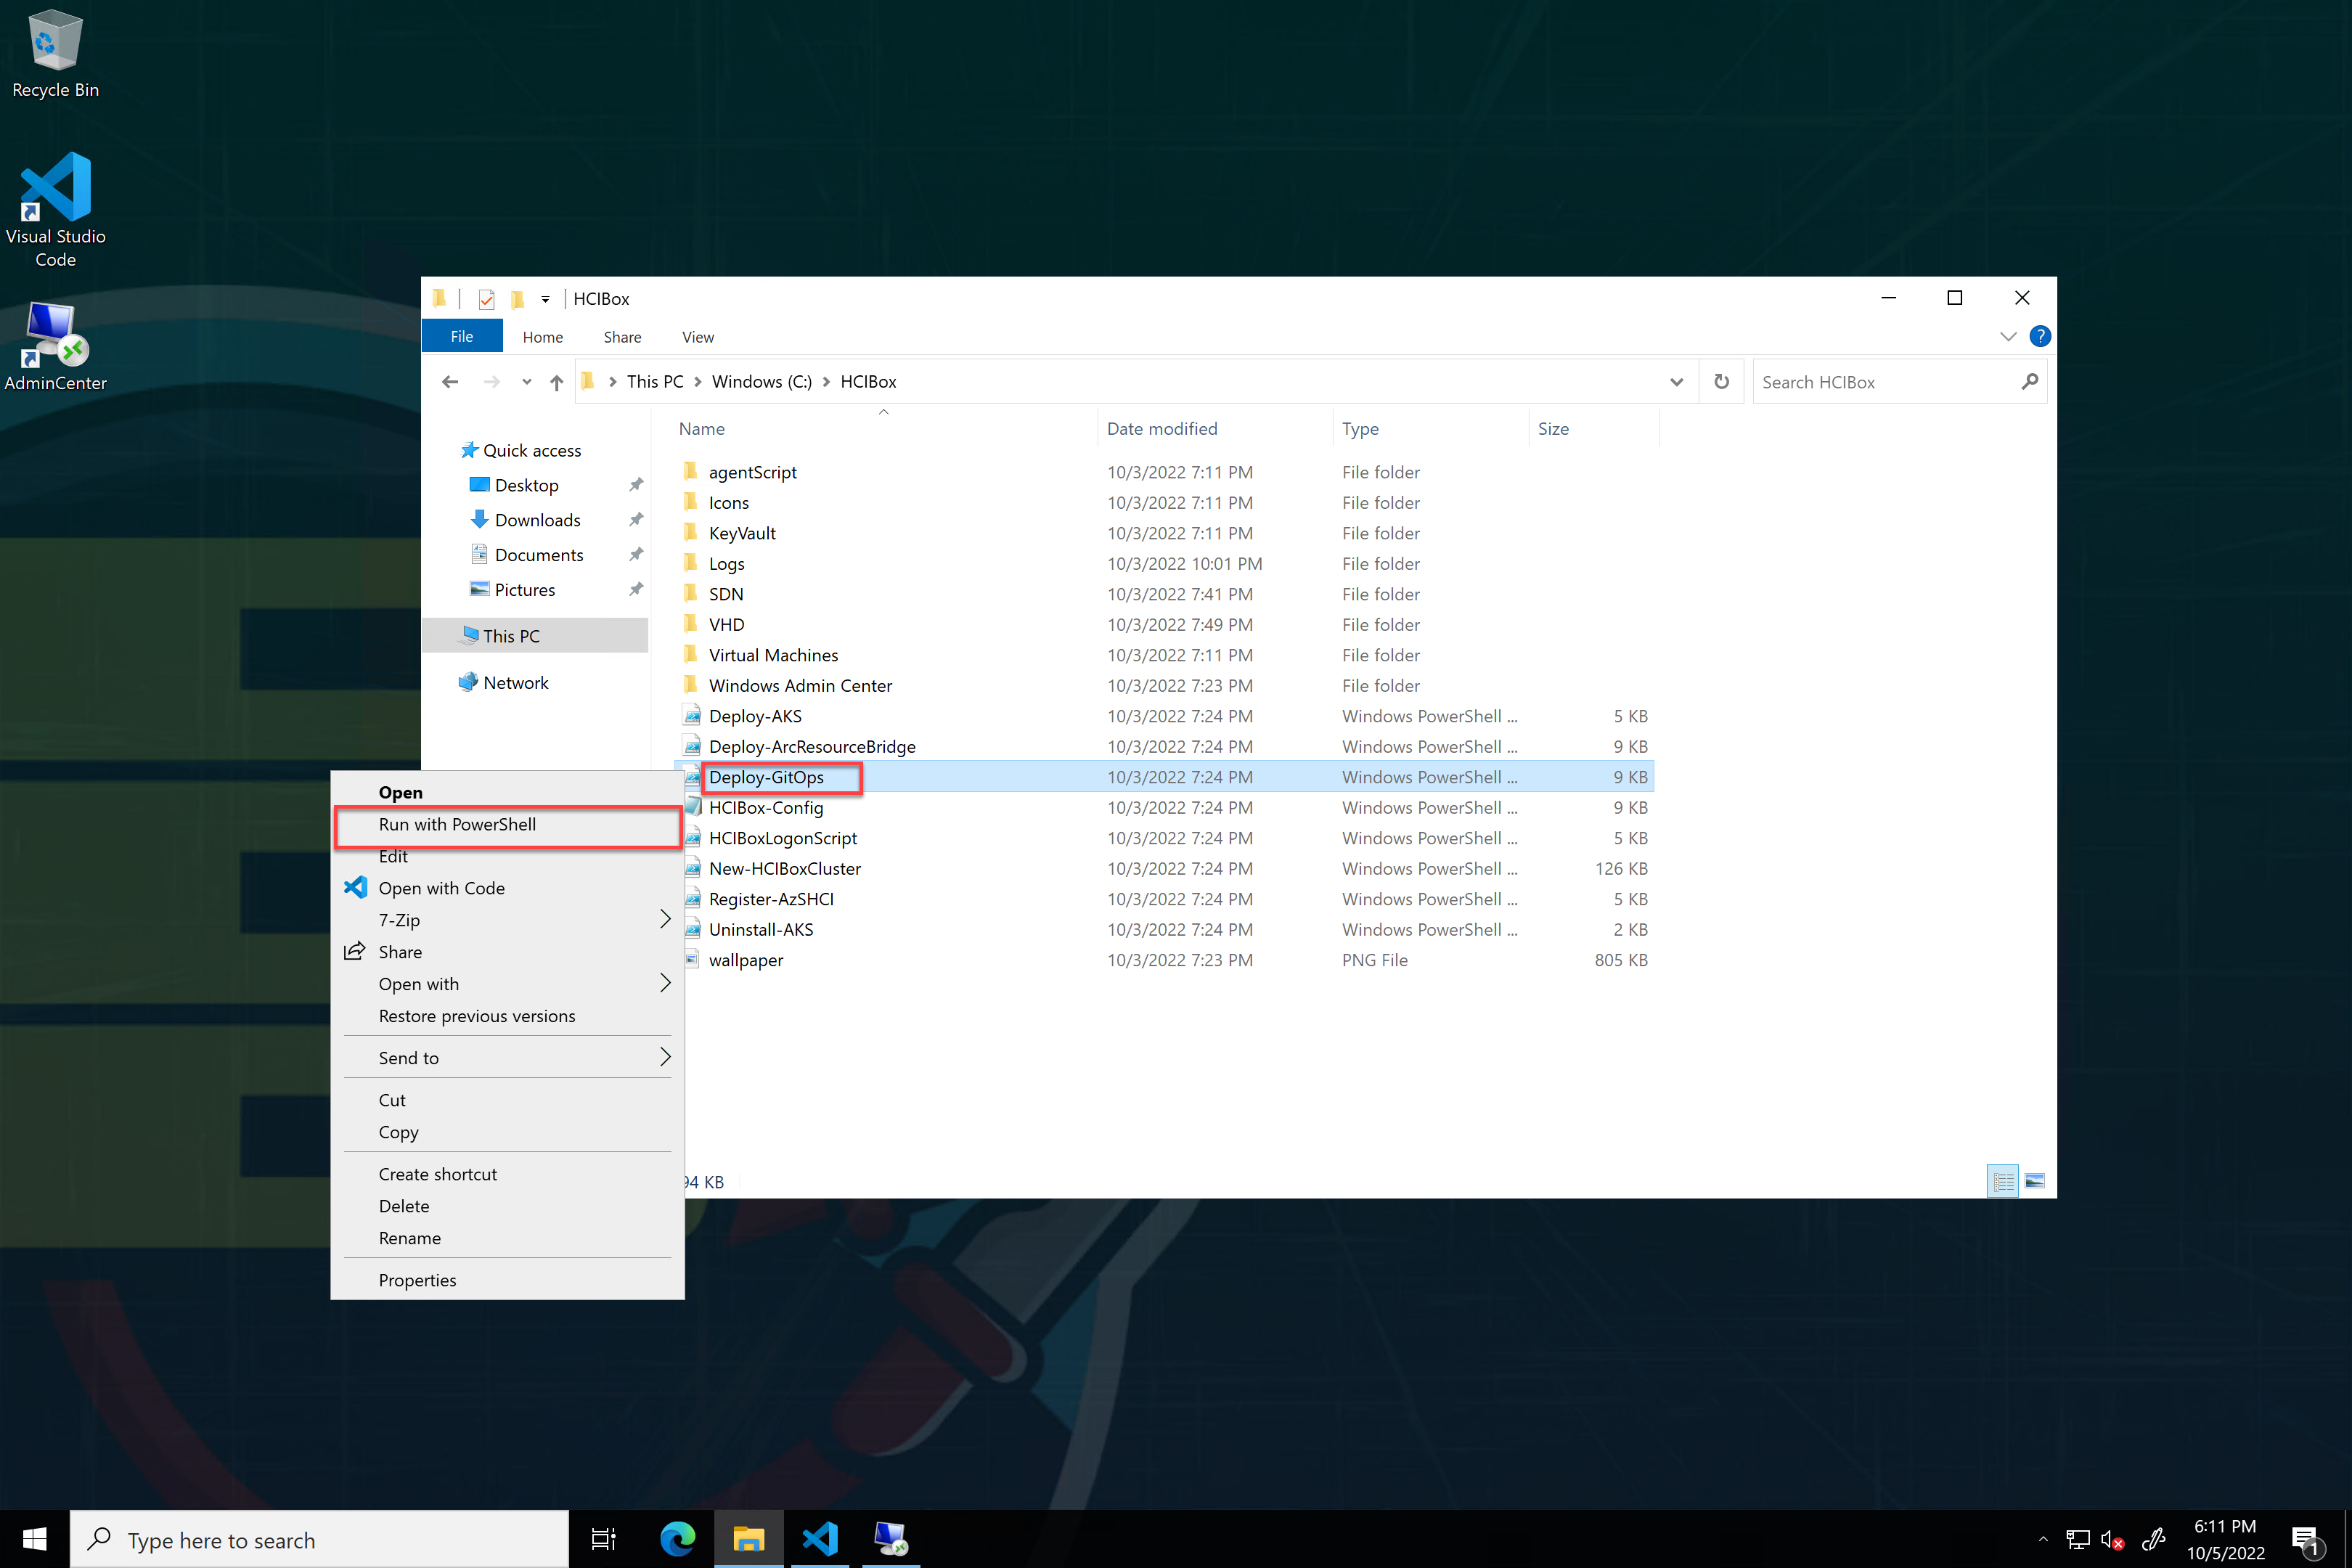 Recycle Bin
Visual Studio
Code
AdminCenter
HCIBox
File Home Share View
?
This PC Windows (C:) HCIBox
Search HCIBox
Quick access
Desktop
Downloads
Documents
Pictures
This PC
Network
Name Date modified Type Size
agentScript 10/3/2022 7:11 PM File folder
Icons 10/3/2022 7:11 PM File folder
KeyVault 10/3/2022 7:11 PM File folder
Logs 10/3/2022 10:01 PM File folder
SDN 10/3/2022 7:41 PM File folder
VHD 10/3/2022 7:49 PM File folder
Virtual Machines 10/3/2022 7:11 PM File folder
Windows Admin Center 10/3/2022 7:23 PM File folder
Deploy-AKS 10/3/2022 7:24 PM Windows PowerShell ... 5 KB
Deploy-ArcResourceBridge 10/3/2022 7:24 PM Windows PowerShell ... 9 KB
Deploy-GitOps 10/3/2022 7:24 PM Windows PowerShell ... 9 KB
HCIBox-Config 10/3/2022 7:24 PM Windows PowerShell ... 9 KB
HCIBoxLogonScript 10/3/2022 7:24 PM Windows PowerShell ... 5 KB
New-HCIBoxCluster 10/3/2022 7:24 PM Windows PowerShell ... 126 KB
Register-AzSHCI 10/3/2022 7:24 PM Windows PowerShell ... 5 KB
Uninstall-AKS 10/3/2022 7:24 PM Windows PowerShell ... 2 KB
wallpaper 10/3/2022 7:23 PM PNG File 805 KB
94 KB
Open
Run with PowerShell
Edit
Open with Code
7-Zip
Share
Open with
Restore previous versions
Send to
Cut
Copy
Create shortcut
Delete
Rename
Properties
Type here to search
6:11 PM
10/5/2022
1